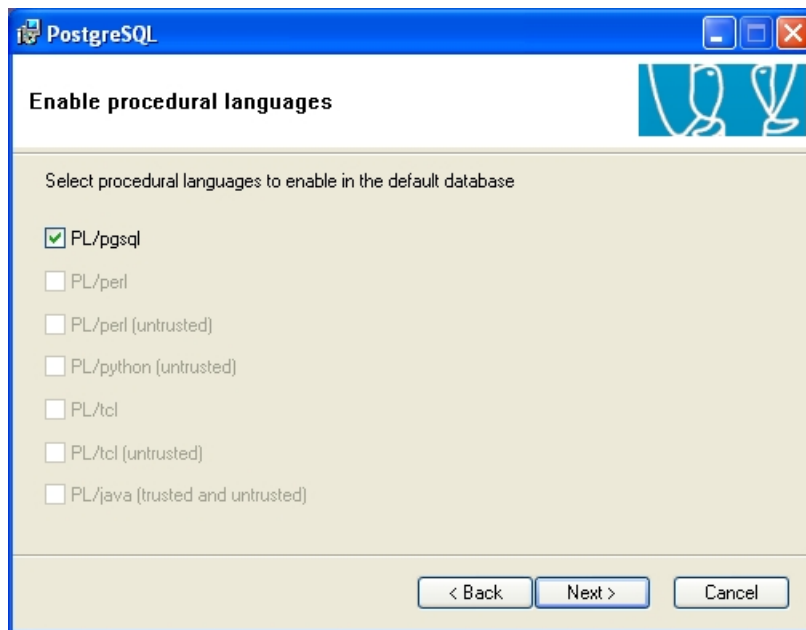 PostgreSQL
Enable procedural languages
Select procedural languages to enable in the default database
PL/pgsql
PL/perl
PL/perl (untrusted)
PL/python (untrusted)
PL/tcl
PL/tcl (untrusted)
PL/java (trusted and untrusted)
< Back Next > Cancel